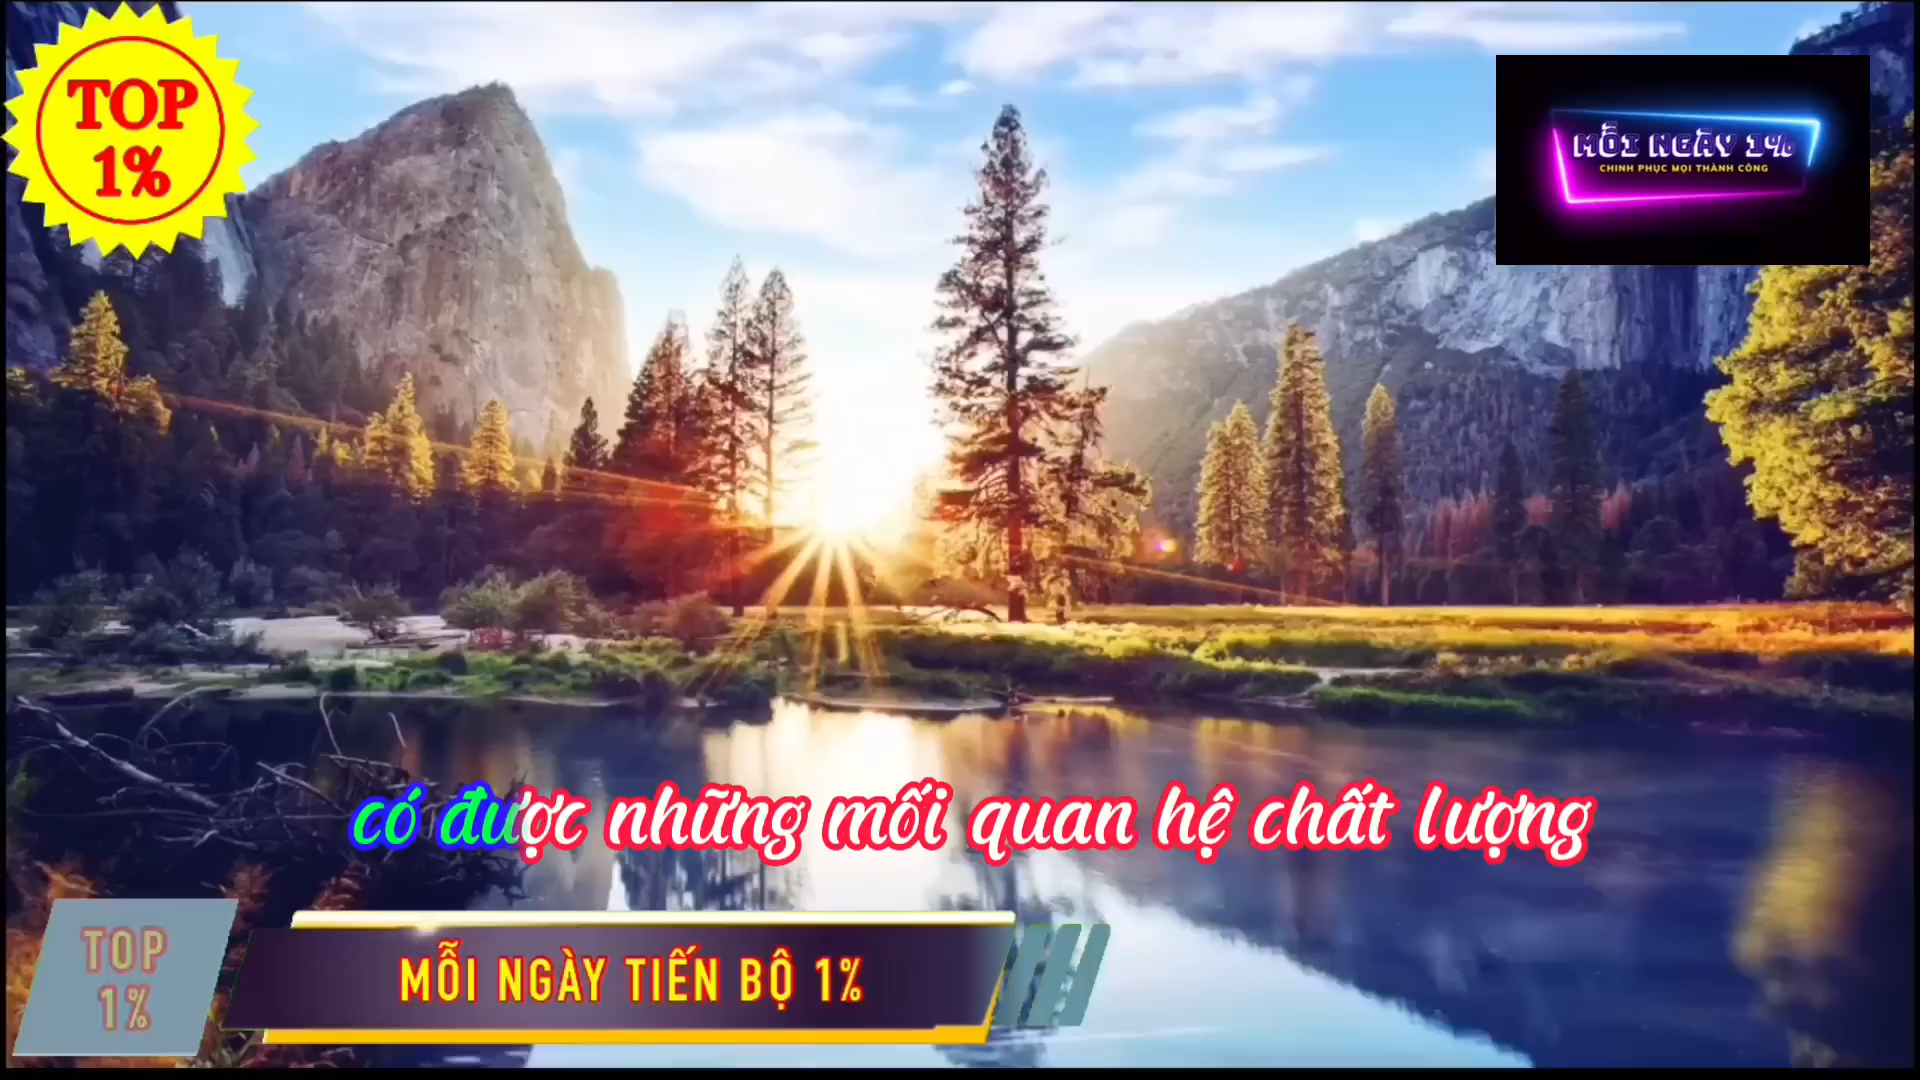 TOP
1%
MỖI NGÀY 1%
CHINH PHỤC MỌI THÀNH CÔNG
có được những mối quan hệ chất lượng
TOP
1%
MỖI NGÀY TIẾN BỘ 1%